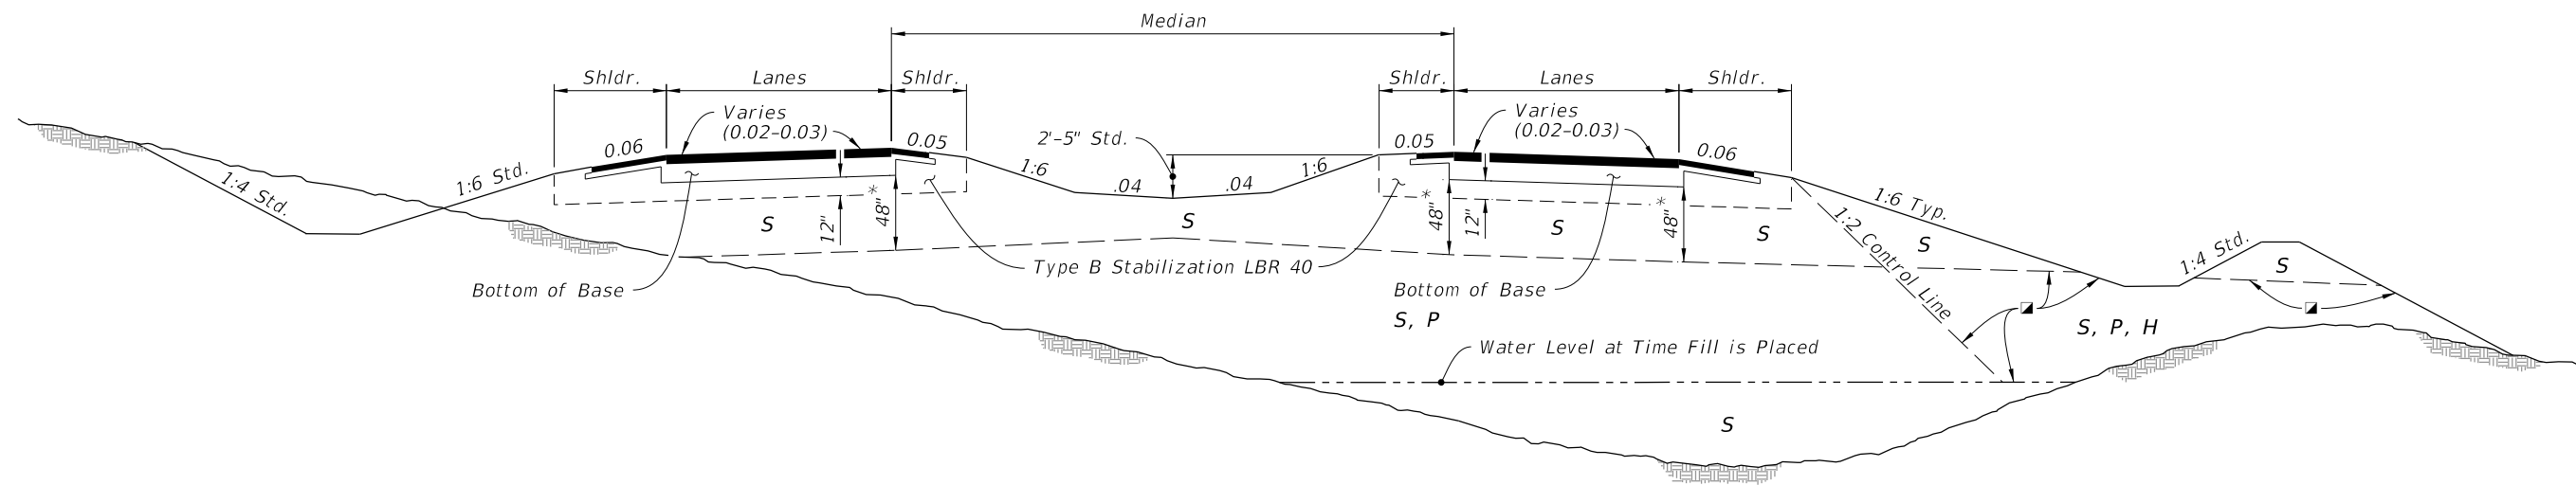 Median
Shldr.
Lanes
Shldr.
Shldr.
Lanes
Shldr.
Varies
(0.02-0.03)
Varies
(0.02-0.03)
0.06
0.05
2'-5" Std.
0.05
0.06
1:4 Std.
1:6 Std.
1:6
.04
.04
1:6
1:6 Typ.
1:2 Control Line
1:4 Std.
*
*
*
S
12"
48"
S
48"
12"
S
48"
S
S
S
Type B Stabilization LBR 40
Bottom of Base
Bottom of Base
S, P
S, P, H
Water Level at Time Fill is Placed
S